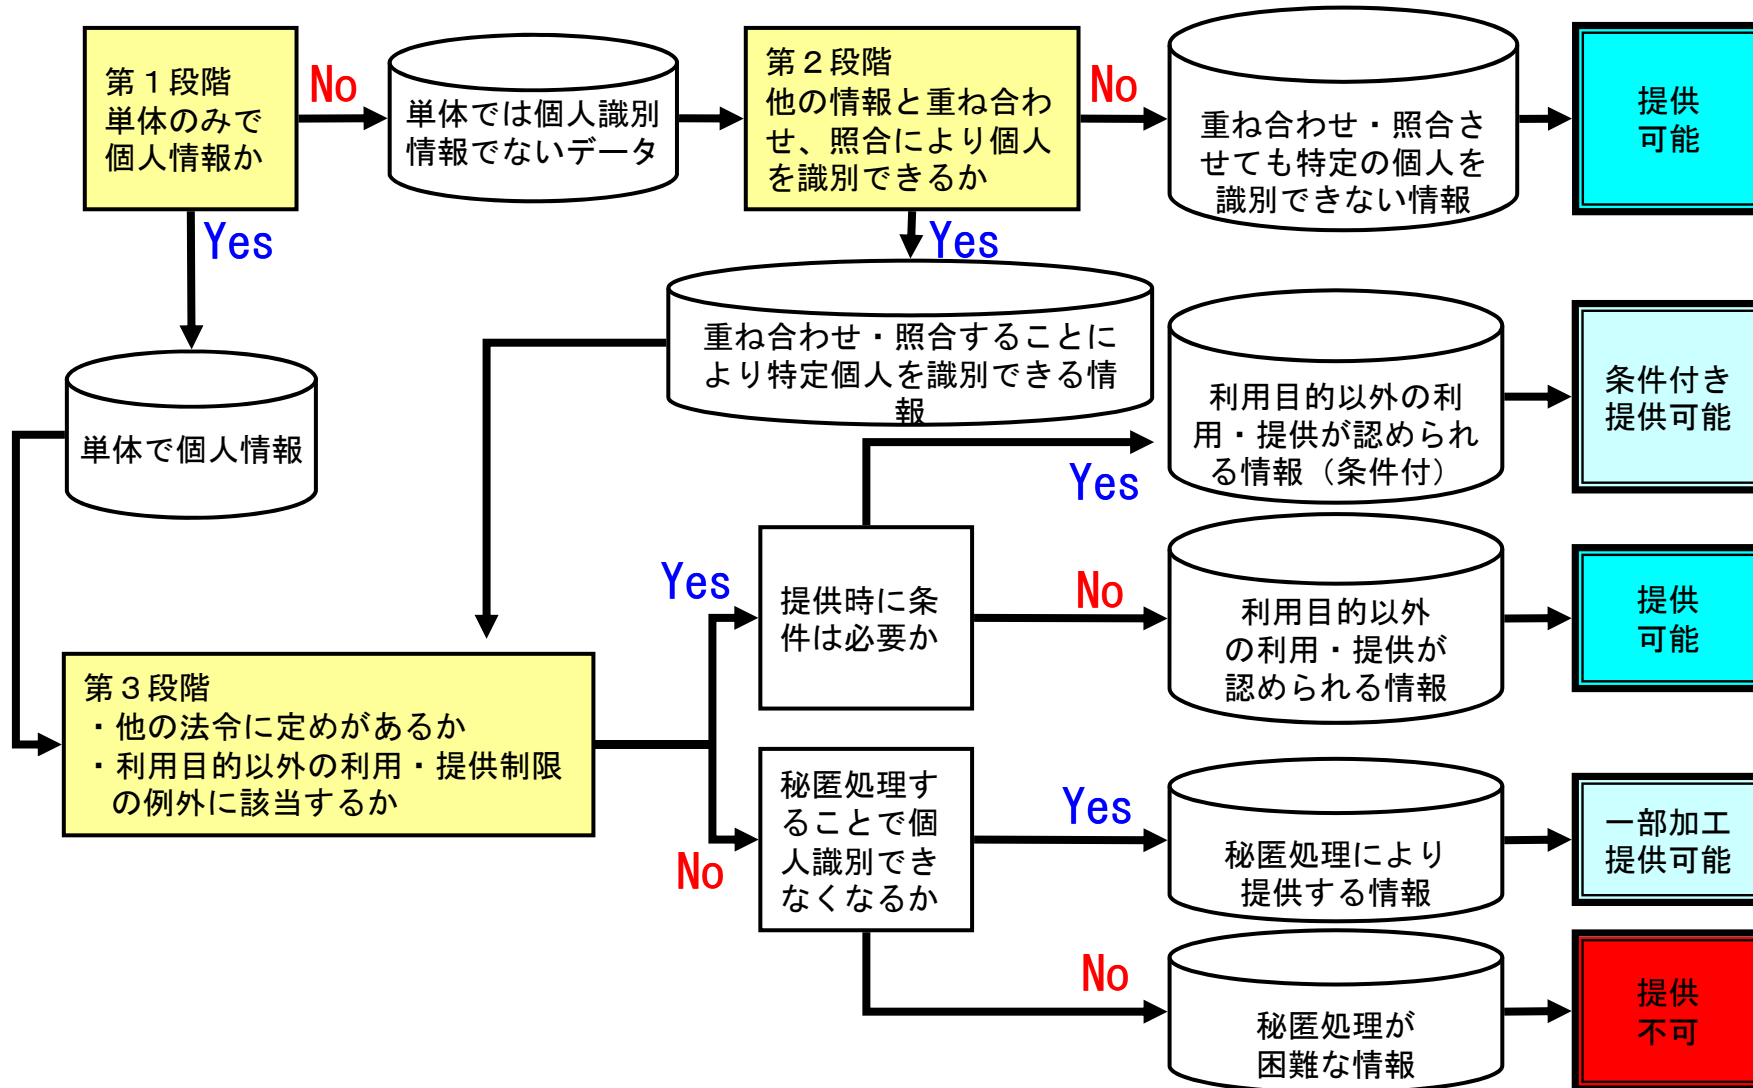 第１段階
単体のみで
個人情報か
No
単体では個人識別
情報でないデータ
第２段階
他の情報と重ね合わ
せ、照合により個人
を識別できるか
No
重ね合わせ・照合さ
せても特定の個人を
識別できない情報
提供
可能
Yes
Yes
重ね合わせ・照合することに
より特定個人を識別できる情
報
単体で個人情報
利用目的以外の利
用・提供が認められ
る情報（条件付）
条件付き
提供可能
Yes
Yes
提供時に条
件は必要か
No
利用目的以外
の利用・提供が
認められる情報
提供
可能
第３段階
・他の法令に定めがあるか
・利用目的以外の利用・提供制限
の例外に該当するか
No
秘匿処理す
ることで個
人識別でき
なくなるか
Yes
秘匿処理により
提供する情報
一部加工
提供可能
No
秘匿処理が
困難な情報
提供
不可